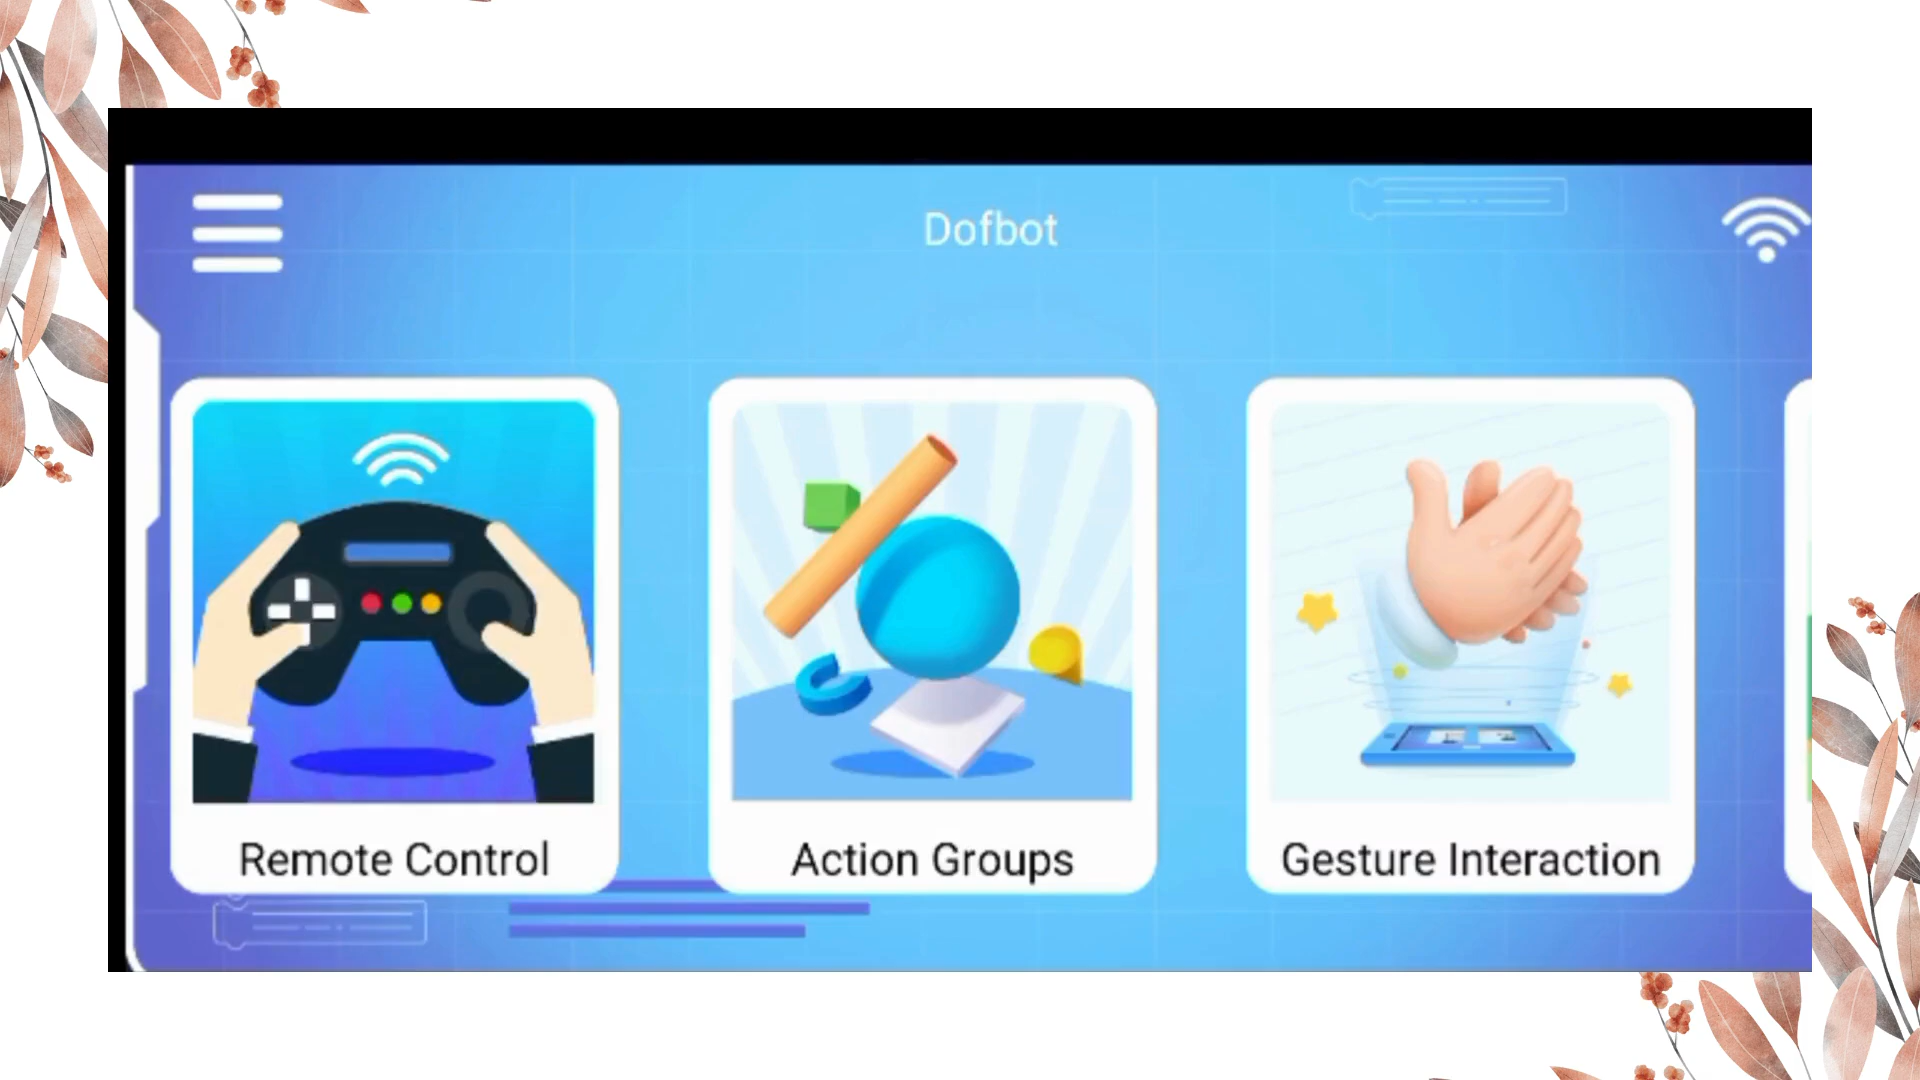 Dofbot
Remote Control
Action Groups
Gesture Interaction